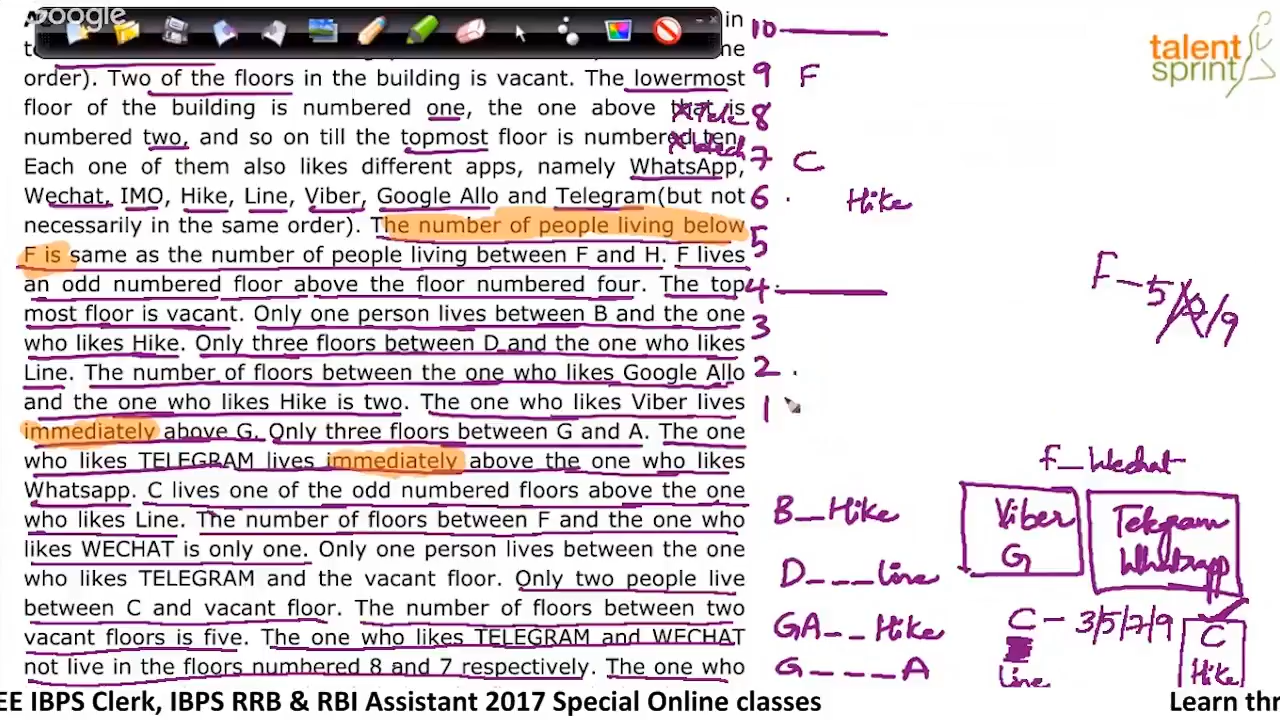 Google
in
10
te
order). Two of the floors in the building is vacant. The lowermost
9 F
floor of the building is numbered one, the one above that is
xTele 8
numbered two, and so on till the topmost floor is numbered ten.
7 C
Each one of them also likes different apps, namely WhatsApp,
Wechat, IMO, Hike, Line, Viber, Google Allo and Telegram(but not
6 . Hike
necessarily in the same order). The number of people living below
5
F is same as the number of people living between F and H. F lives
an odd numbered floor above the floor numbered four. The top
4
most floor is vacant. Only one person lives between B and the one
3
who likes Hike. Only three floors between D and the one who likes
Line. The number of floors between the one who likes Google Allo
2 .
and the one who likes Hike is two. The one who likes Viber lives
1
immediately above G. Only three floors between G and A. The one
who likes TELEGRAM lives immediately above the one who likes
Whatsapp. C lives one of the odd numbered floors above the one
who likes Line. The number of floors between F and the one who
likes WECHAT is only one. Only one person lives between the one
who likes TELEGRAM and the vacant floor. Only two people live
between C and vacant floor. The number of floors between two
vacant floors is five. The one who likes TELEGRAM and WECHAT
not live in the floors numbered 8 and 7 respectively. The one who
F – 5/ /9
F _ Wechat
B _ Hike
D _ _ _ line
GA _ _ Hike
G _ _ _ _ A
Viber
G
Telegram
Whatsapp
C – 3/5/7/9
line
C
Hike
talent
sprint
EE IBPS Clerk, IBPS RRB & RBI Assistant 2017 Special Online classes
Learn thr